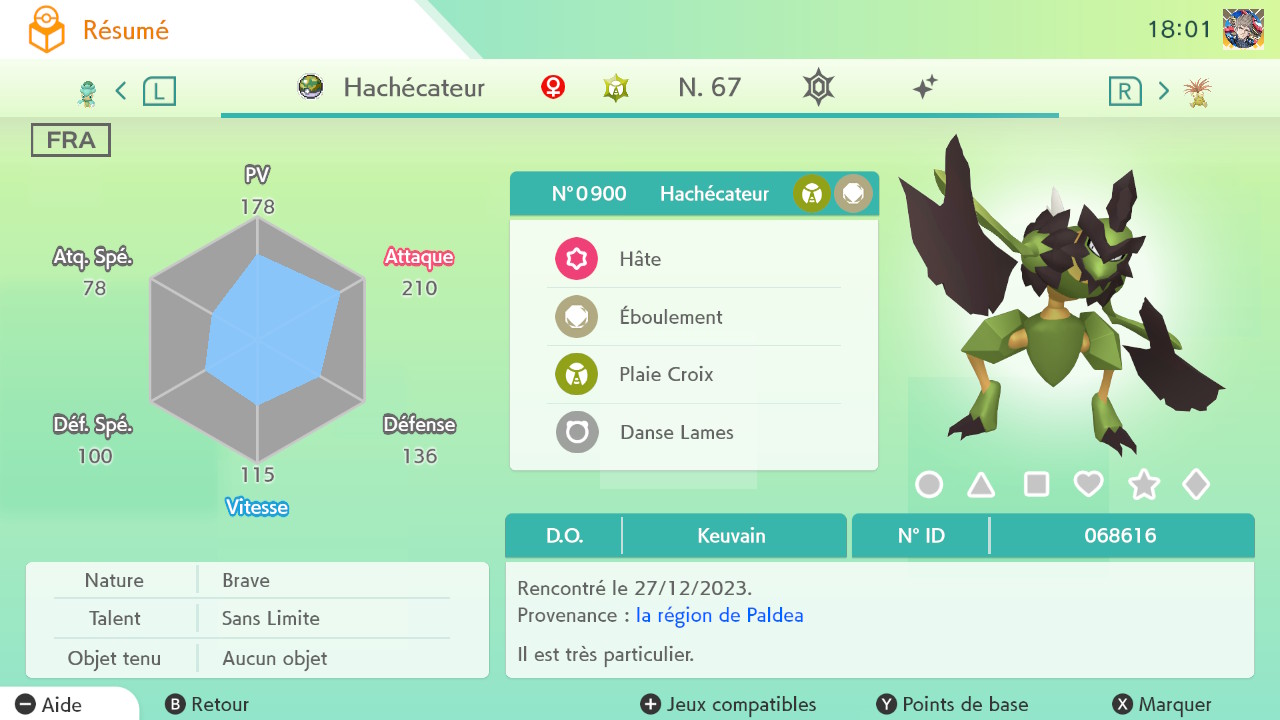 Résumé
18:01
L
Hachécateur
N. 67
R
FRA
PV
178
Atq. Spé.
78
Attaque
210
Déf. Spé.
100
Défense
136
115
Vitesse
N°0900 Hachécateur
Hâte
Éboulement
Plaie Croix
Danse Lames
D.O. Keuvain
N° ID 068616
Nature Brave
Talent Sans Limite
Objet tenu Aucun objet
Rencontré le 27/12/2023.
Provenance : la région de Paldea
Il est très particulier.
Aide
B Retour
Jeux compatibles
Y Points de base
X Marquer